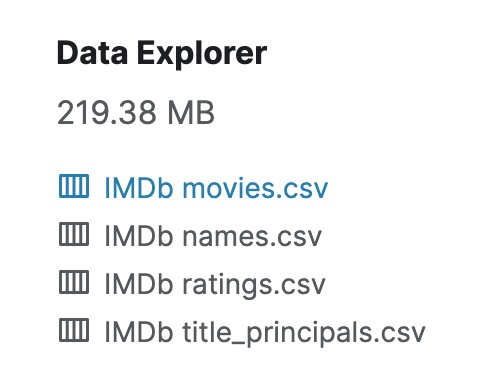 Data Explorer
219.38 MB
IMDb movies.csv
IMDb names.csv
IMDb ratings.csv
IMDb title_principals.csv